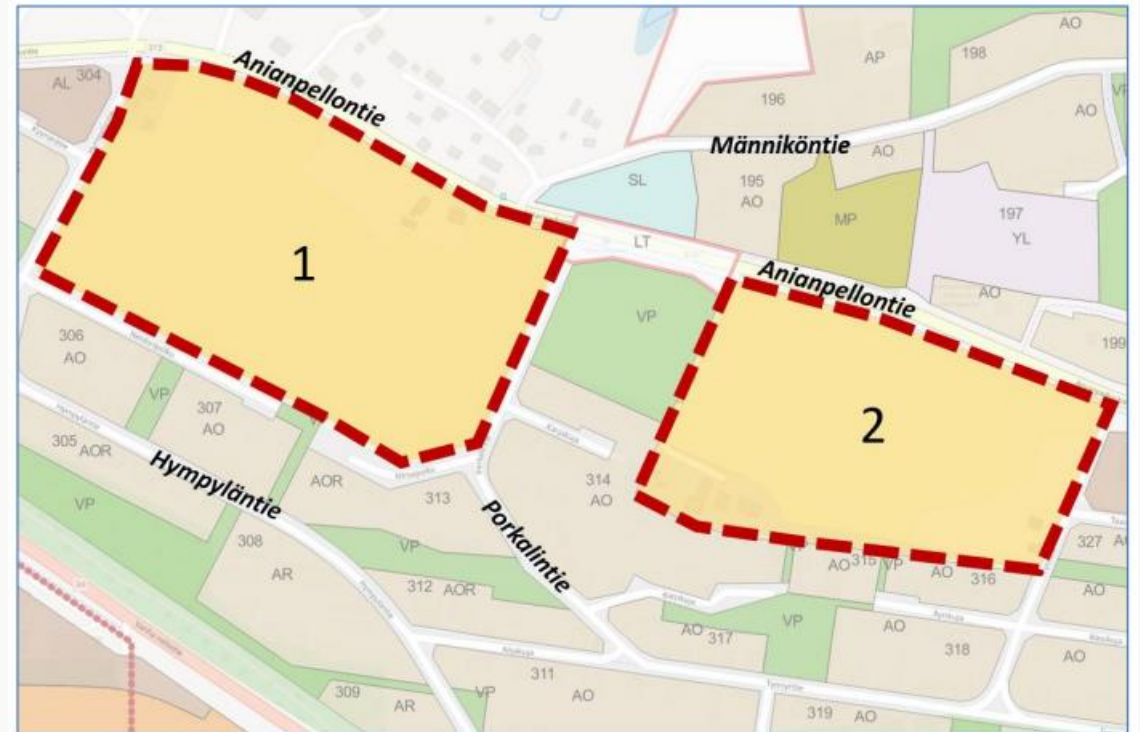 AO
198
AP
AL 304
313
Anianpellontie
AO
VP
196
Männiköntie
AO
SL
195
AO
MP
197
YL
1
LT
Anianpellontie
AO
VP
199
306
AO
VP
307
AO
2
305 AOR
Hympyläntie
AOR
313
314
AO
Porkalintie
VP
308
AR
VP
312 AOR
AO 315 VP
AO 316
327
AO
AO 317
VP
AO
318
AO
311
AO
309
AR
VP
319 AO